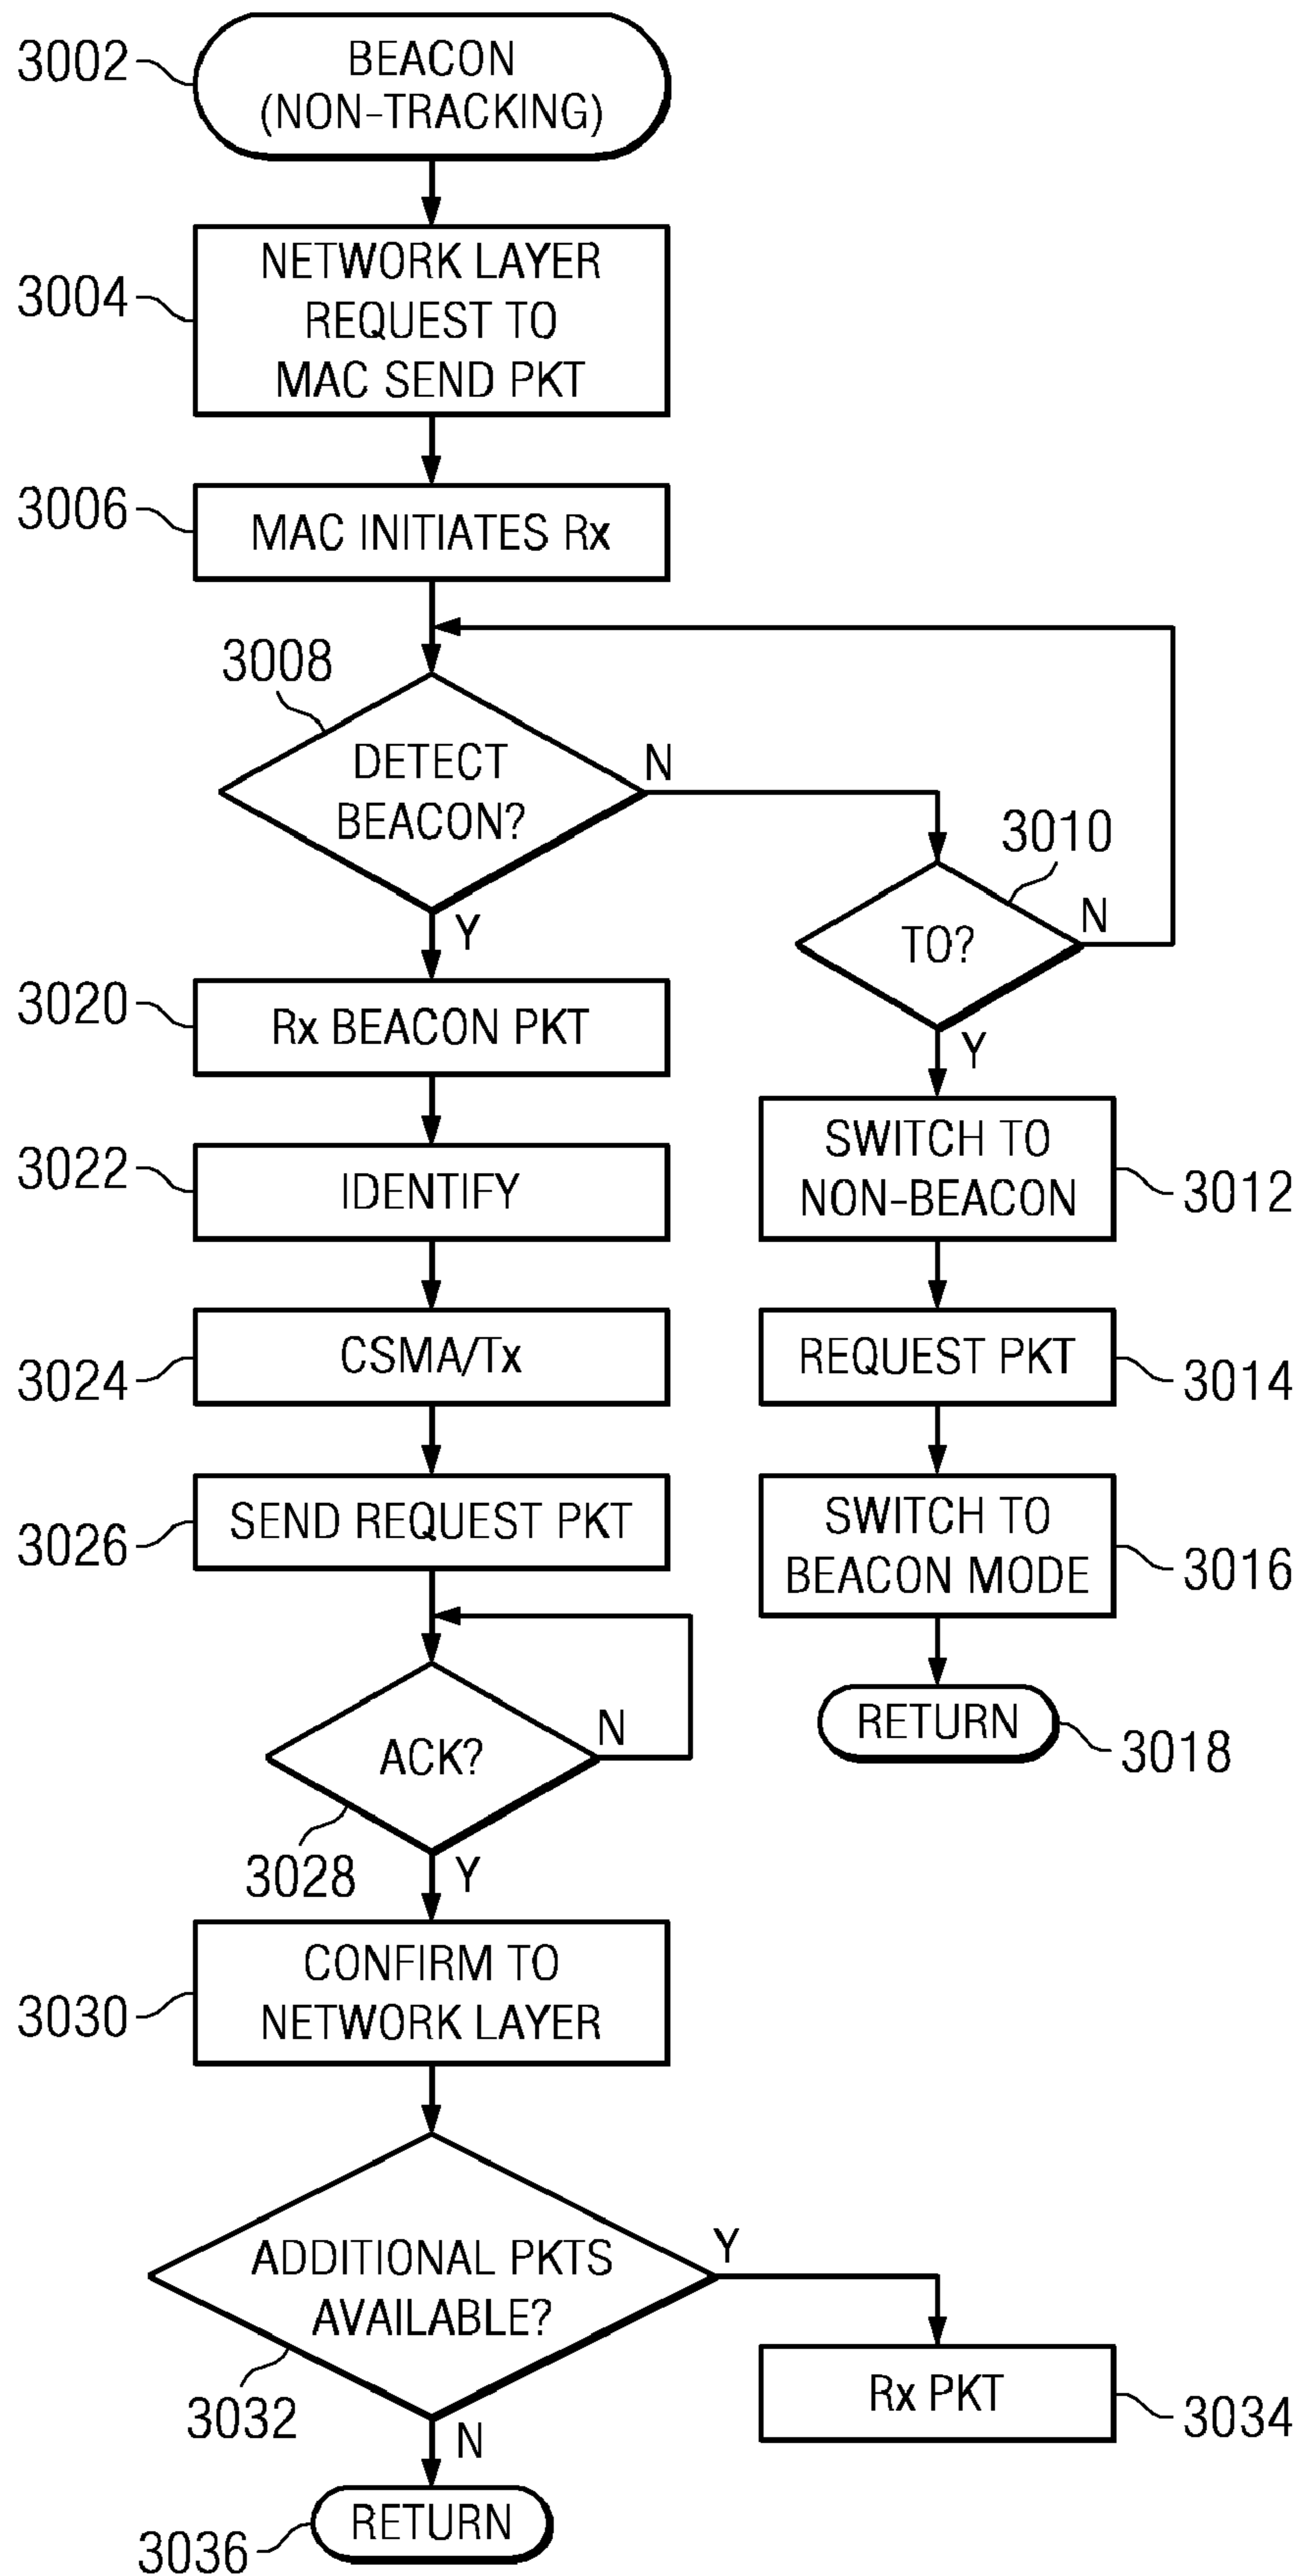 3002
BEACON
(NON-TRACKING)
3004
NETWORK LAYER
REQUEST TO
MAC SEND PKT
3006
MAC INITIATES Rx
3008
DETECT
BEACON?
N
Y
3010
TO?
N
Y
3020
Rx BEACON PKT
SWITCH TO
NON-BEACON
3012
3022
IDENTIFY
3024
CSMA/Tx
REQUEST PKT
3014
3026
SEND REQUEST PKT
SWITCH TO
BEACON MODE
3016
ACK?
N
3028
Y
RETURN
3018
3030
CONFIRM TO
NETWORK LAYER
ADDITIONAL PKTS
AVAILABLE?
Y
3032
N
Rx PKT
3034
RETURN
3036